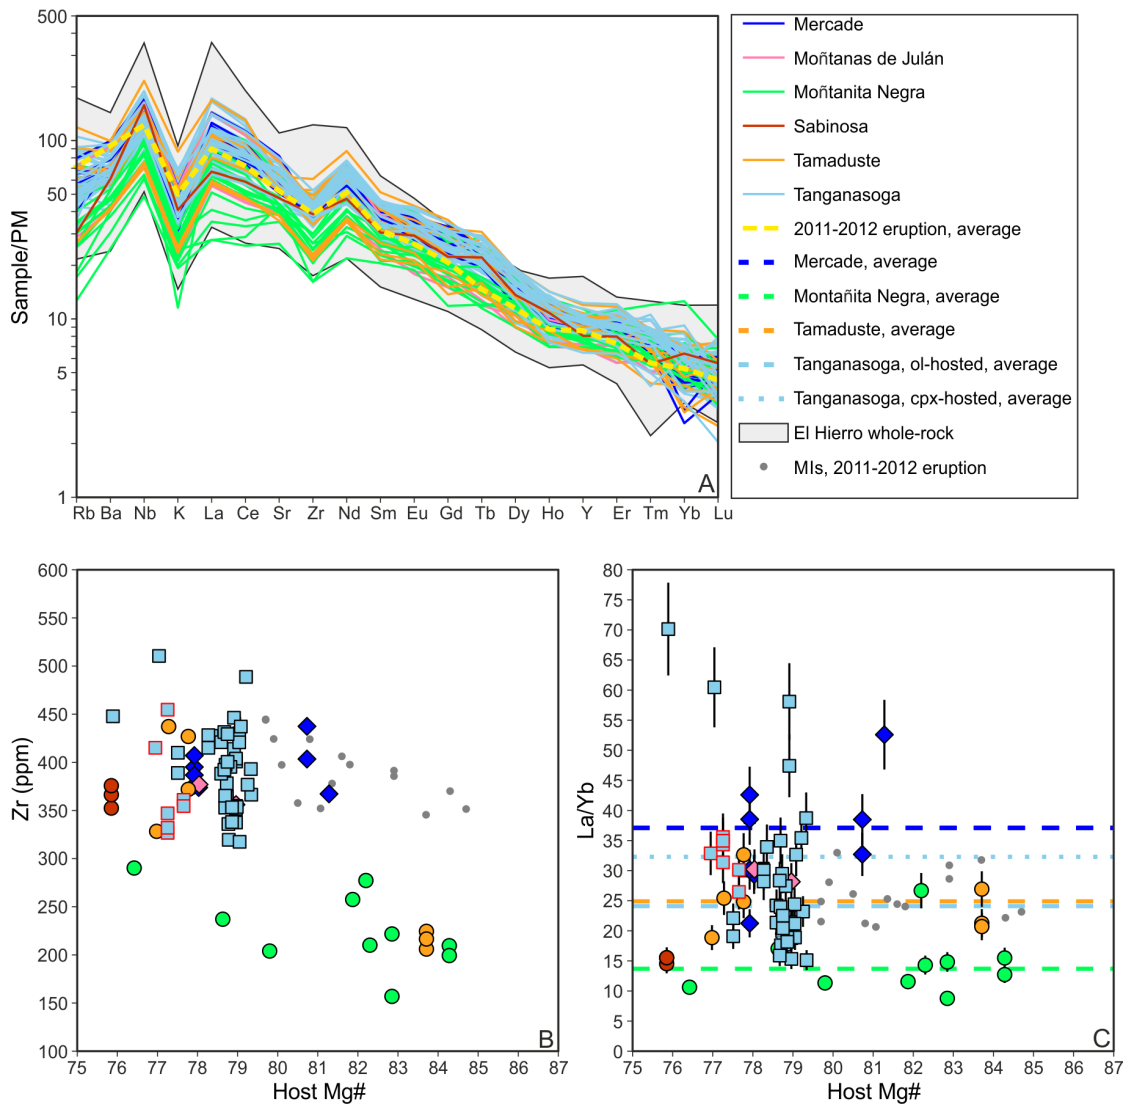 500
100
50
10
5
1
Sample/PM
Rb Ba Nb K La Ce Sr Zr Nd Sm Eu Gd Tb Dy Ho Y Er Tm Yb Lu
A
Mercade
Moñtanas de Julán
Moñtanita Negra
Sabinosa
Tamaduste
Tanganasoga
2011-2012 eruption, average
Mercade, average
Montañita Negra, average
Tamaduste, average
Tanganasoga, ol-hosted, average
Tanganasoga, cpx-hosted, average
El Hierro whole-rock
MIs, 2011-2012 eruption
600
550
500
450
400
350
300
250
200
150
100
Zr (ppm)
75 76 77 78 79 80 81 82 83 84 85 86 87
Host Mg#
B
80
75
70
65
60
55
50
45
40
35
30
25
20
15
10
5
0
La/Yb
75 76 77 78 79 80 81 82 83 84 85 86 87
Host Mg#
C